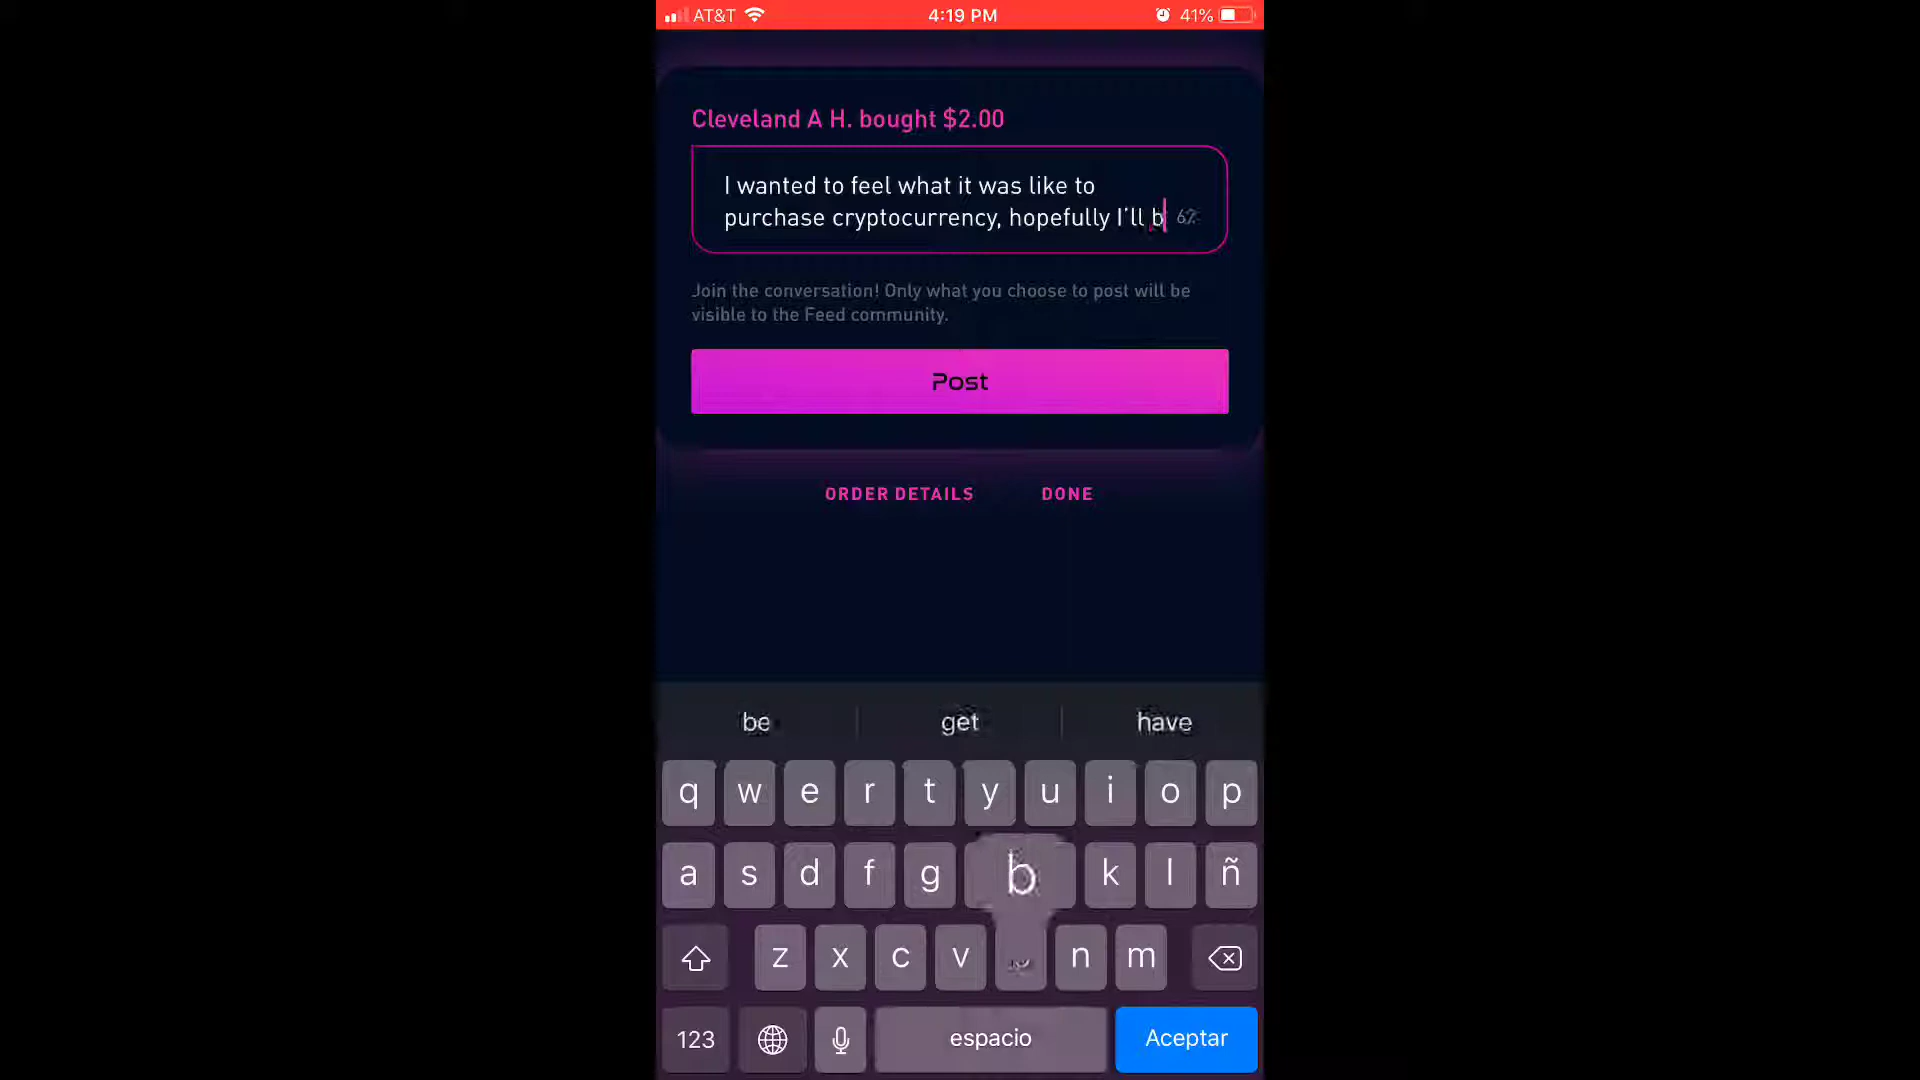 AT&T 4:19 PM 41%
Cleveland A H. bought $2.00
I wanted to feel what it was like to
purchase cryptocurrency, hopefully I'll b
Join the conversation! Only what you choose to post will be
visible to the Feed community.
Post
ORDER DETAILS DONE
be get have
q w e r t y u i o p
a s d f g b k l ñ
z x c v n m
123 espacio Aceptar